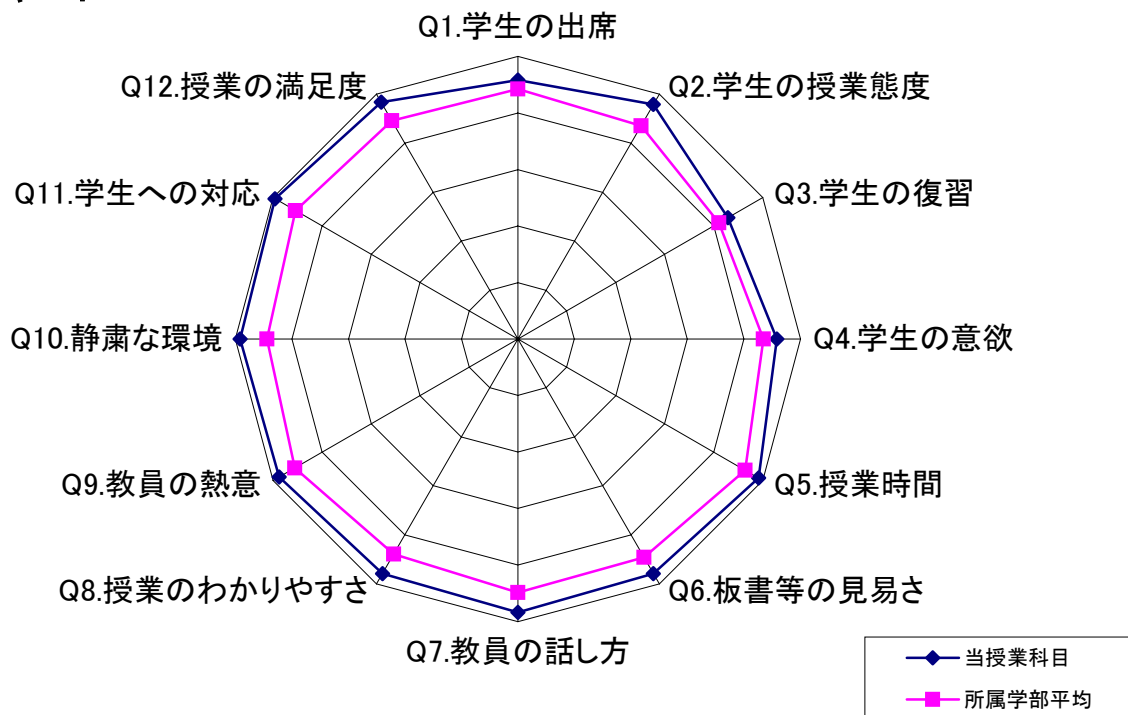 Q1.学生の出席
Q2.学生の授業態度
Q3.学生の復習
Q4.学生の意欲
Q5.授業時間
Q6.板書等の見易さ
Q7.教員の話し方
Q8.授業のわかりやすさ
Q9.教員の熱意
Q10.静粛な環境
Q11.学生への対応
Q12.授業の満足度
当授業科目
所属学部平均